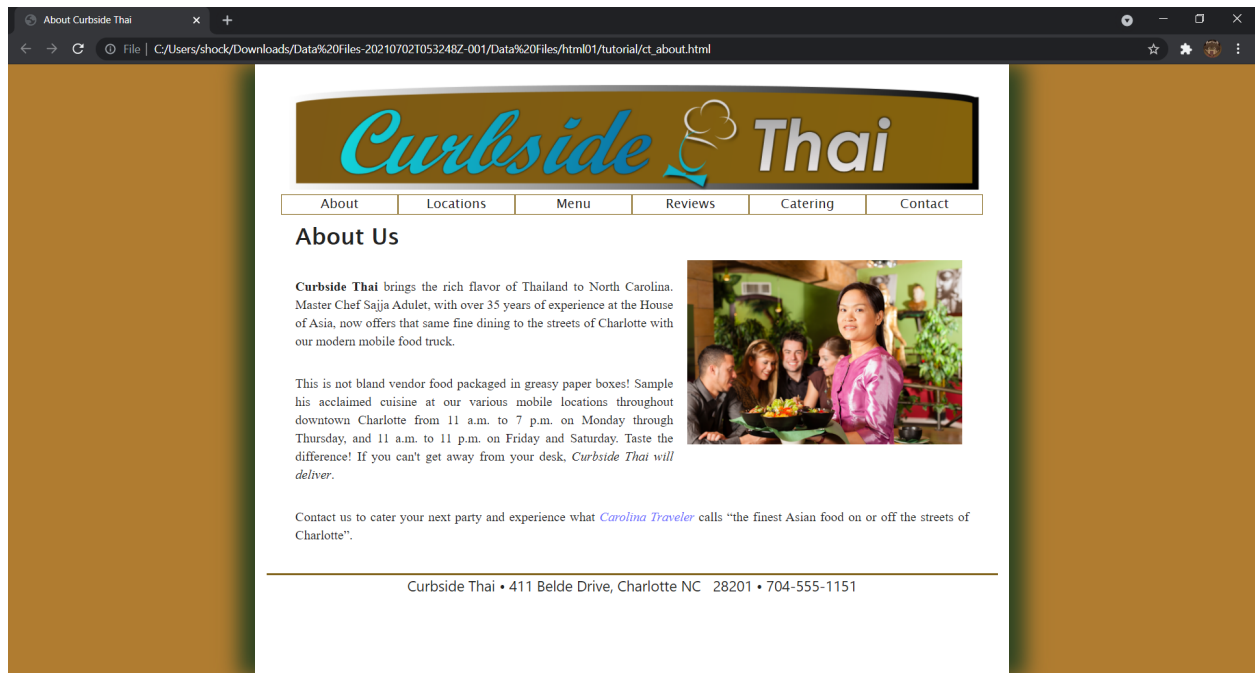 About Curbside Thai
File | C:/Users/shock/Downloads/Data%20Files-20210702T053248Z-001/Data%20Files/html01/tutorial/ct_about.html
Curbside Thai
About Locations Menu Reviews Catering Contact
About Us
Curbside Thai brings the rich flavor of Thailand to North Carolina.
Master Chef Sajja Adulet, with over 35 years of experience at the House
of Asia, now offers that same fine dining to the streets of Charlotte with
our modern mobile food truck.
This is not bland vendor food packaged in greasy paper boxes! Sample
his acclaimed cuisine at our various mobile locations throughout
downtown Charlotte from 11 a.m. to 7 p.m. on Monday through
Thursday, and 11 a.m. to 11 p.m. on Friday and Saturday. Taste the
difference! If you can't get away from your desk, Curbside Thai will
deliver.
Contact us to cater your next party and experience what Carolina Traveler calls “the finest Asian food on or off the streets of
Charlotte”.
Curbside Thai • 411 Belde Drive, Charlotte NC 28201 • 704-555-1151